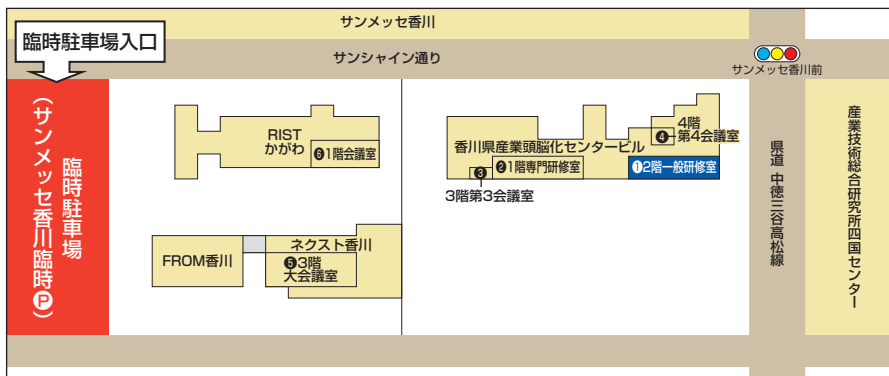 サンメッセ香川
臨時駐車場入口
サンシャイン通り
サンメッセ香川前
臨時駐車場
(サンメッセ香川臨時P)
RIST
かがわ
❻1階会議室
4階
❹第4会議室
香川県産業頭脳化センタービル
❸
❷1階専門研修室
❶2階一般研修室
3階第3会議室
FROM香川
ネクスト香川
❺3階
大会議室
県道 中徳三谷高松線
産業技術総合研究所四国センター